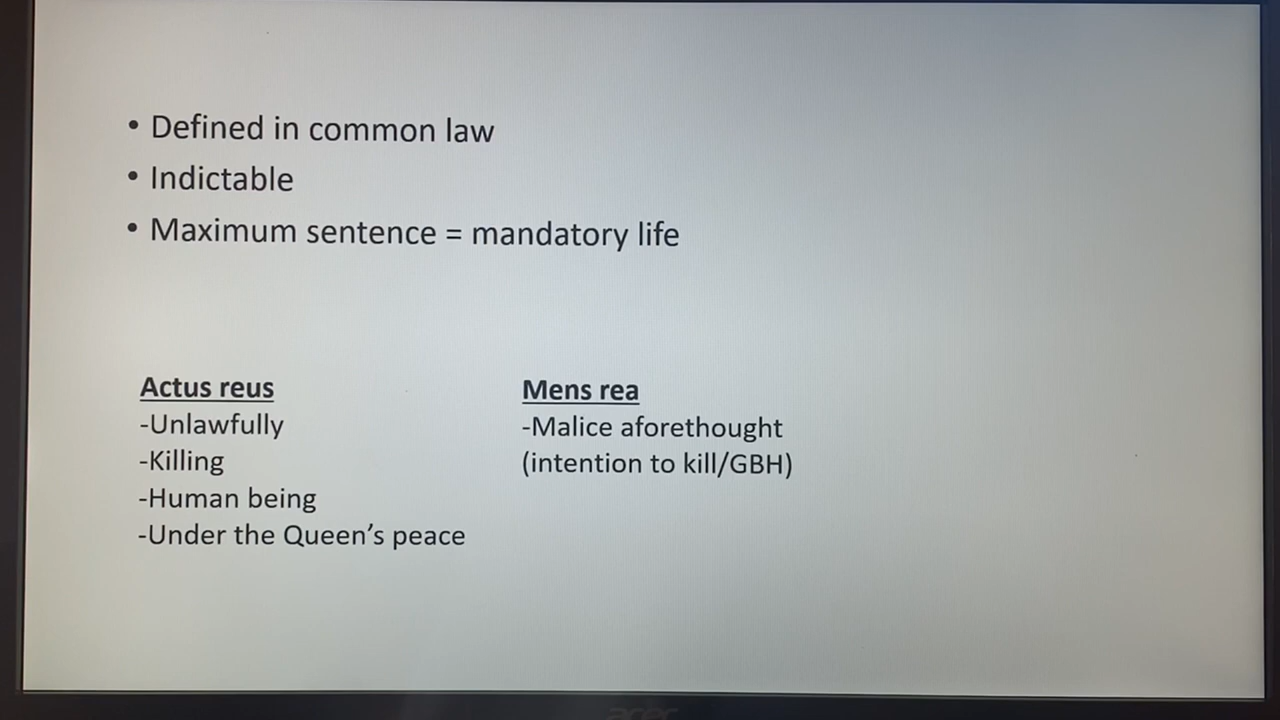 • Defined in common law
• Indictable
• Maximum sentence = mandatory life
Actus reus
-Unlawfully
-Killing
-Human being
-Under the Queen's peace
Mens rea
-Malice aforethought
(intention to kill/GBH)
acer